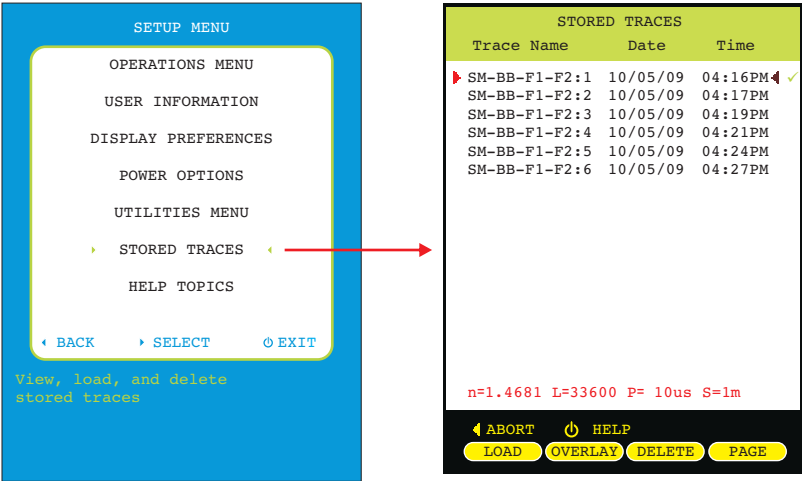 SETUP MENU
OPERATIONS MENU
USER INFORMATION
DISPLAY PREFERENCES
POWER OPTIONS
UTILITIES MENU
STORED TRACES
HELP TOPICS
BACK SELECT EXIT
View, load, and delete
stored traces
STORED TRACES
Trace Name Date Time
SM-BB-F1-F2:1 10/05/09 04:16PM
SM-BB-F1-F2:2 10/05/09 04:17PM
SM-BB-F1-F2:3 10/05/09 04:19PM
SM-BB-F1-F2:4 10/05/09 04:21PM
SM-BB-F1-F2:5 10/05/09 04:24PM
SM-BB-F1-F2:6 10/05/09 04:27PM
n=1.4681 L=33600 P= 10us S=1m
ABORT HELP
LOAD OVERLAY DELETE PAGE